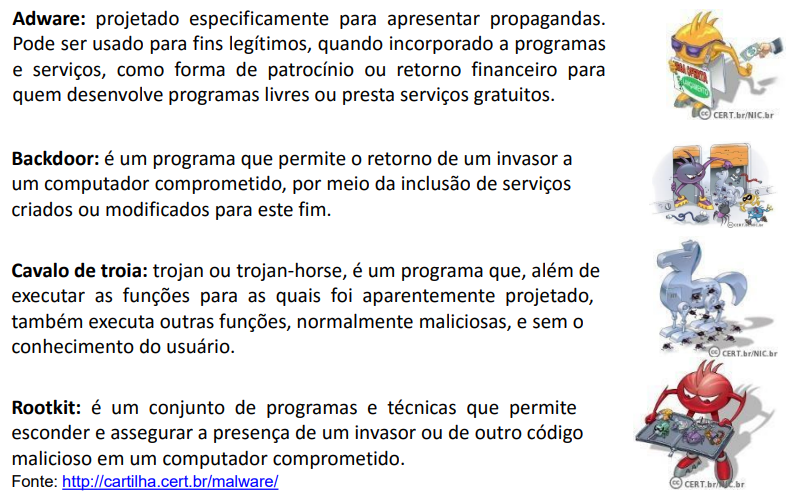 Adware: projetado especificamente para apresentar propagandas.
Pode ser usado para fins legítimos, quando incorporado a programas
e serviços, como forma de patrocínio ou retorno financeiro para
quem desenvolve programas livres ou presta serviços gratuitos.
CERT.br/NIC.br
Backdoor: é um programa que permite o retorno de um invasor a
um computador comprometido, por meio da inclusão de serviços
criados ou modificados para este fim.
CERT.br/NIC.br
Cavalo de troia: trojan ou trojan-horse, é um programa que, além de
executar as funções para as quais foi aparentemente projetado,
também executa outras funções, normalmente maliciosas, e sem o
conhecimento do usuário.
CERT.br/NIC.br
Rootkit: é um conjunto de programas e técnicas que permite
esconder e assegurar a presença de um invasor ou de outro código
malicioso em um computador comprometido.
Fonte: http://cartilha.cert.br/malware/
CERT.br/NIC.br